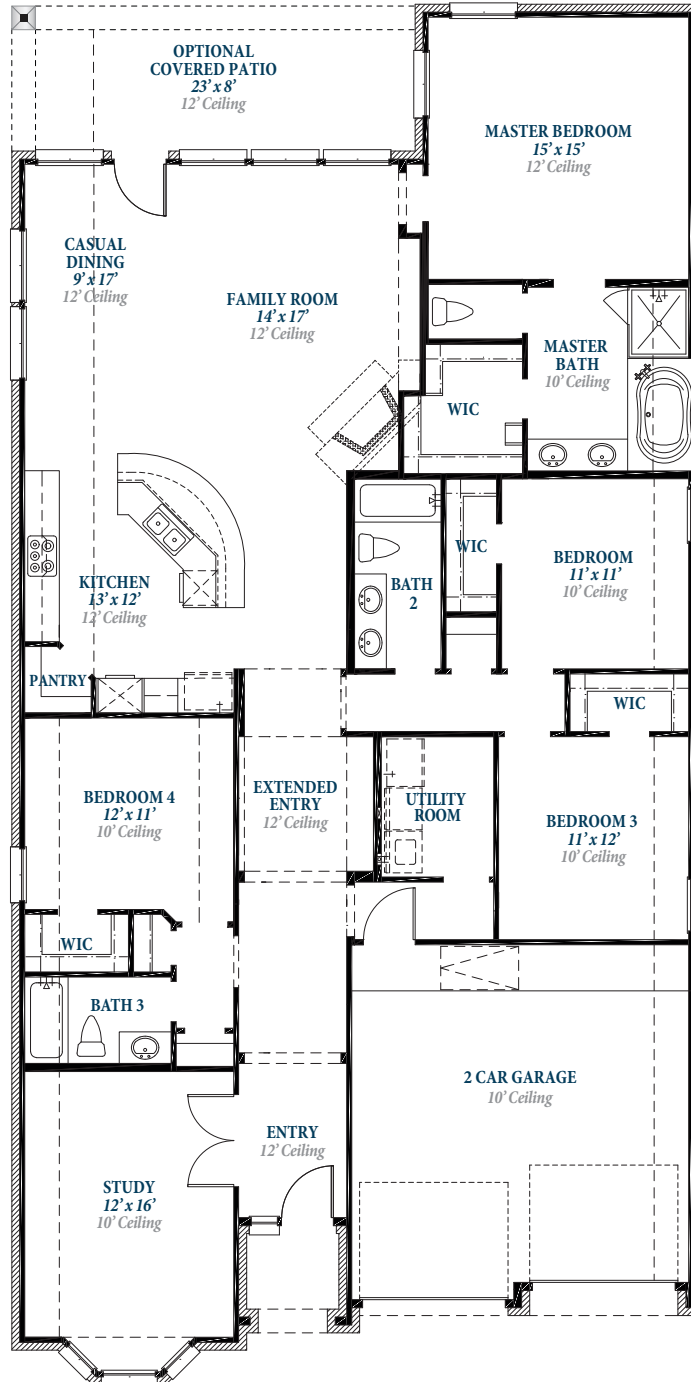 OPTIONAL
COVERED PATIO
23' x 8'
12' Ceiling
MASTER BEDROOM
15' x 15'
12' Ceiling
CASUAL
DINING
9' x 17'
12' Ceiling
FAMILY ROOM
14' x 17'
12' Ceiling
MASTER
BATH
10' Ceiling
WIC
WIC
BEDROOM
11' x 11'
10' Ceiling
BATH
2
KITCHEN
13' x 12'
12' Ceiling
PANTRY
WIC
BEDROOM 4
12' x 11'
10' Ceiling
EXTENDED
ENTRY
12' Ceiling
UTILITY
ROOM
BEDROOM 3
11' x 12'
10' Ceiling
WIC
BATH 3
2 CAR GARAGE
10' Ceiling
ENTRY
12' Ceiling
STUDY
12' x 16'
10' Ceiling